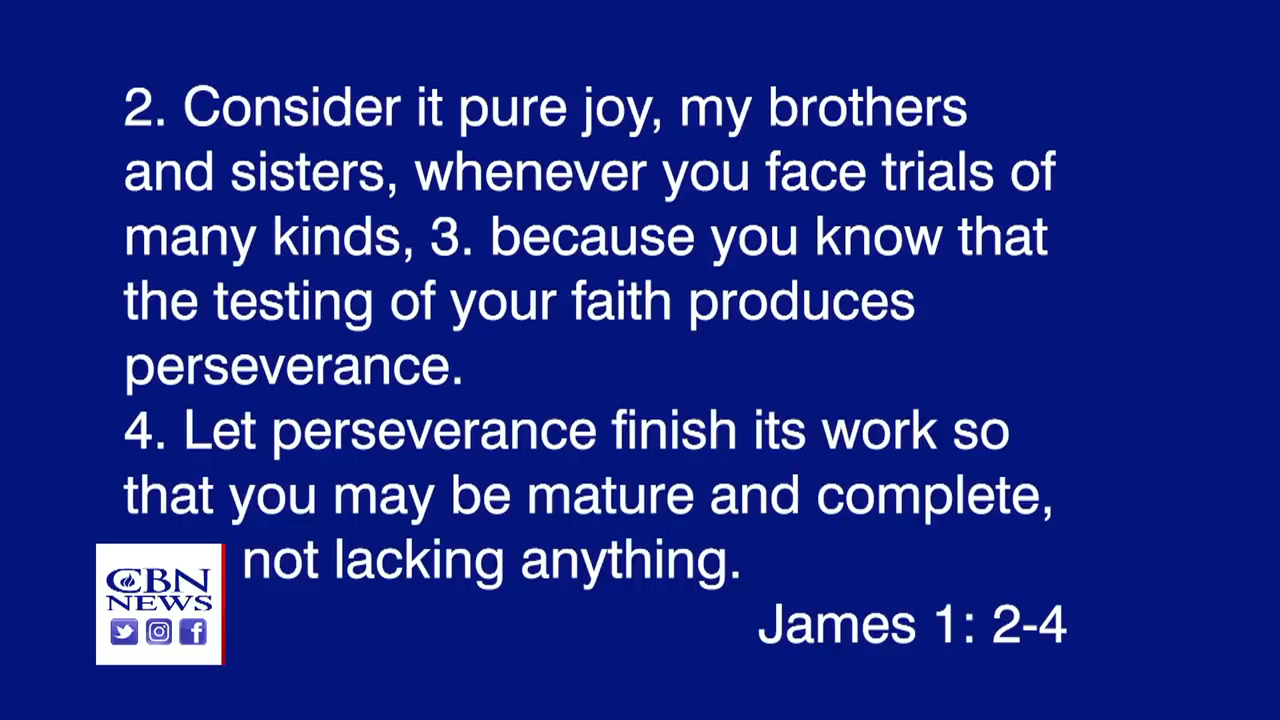 2. Consider it pure joy, my brothers
and sisters, whenever you face trials of
many kinds, 3. because you know that
the testing of your faith produces
perseverance.
4. Let perseverance finish its work so
that you may be mature and complete,
not lacking anything.
James 1: 2-4
CBN
NEWS